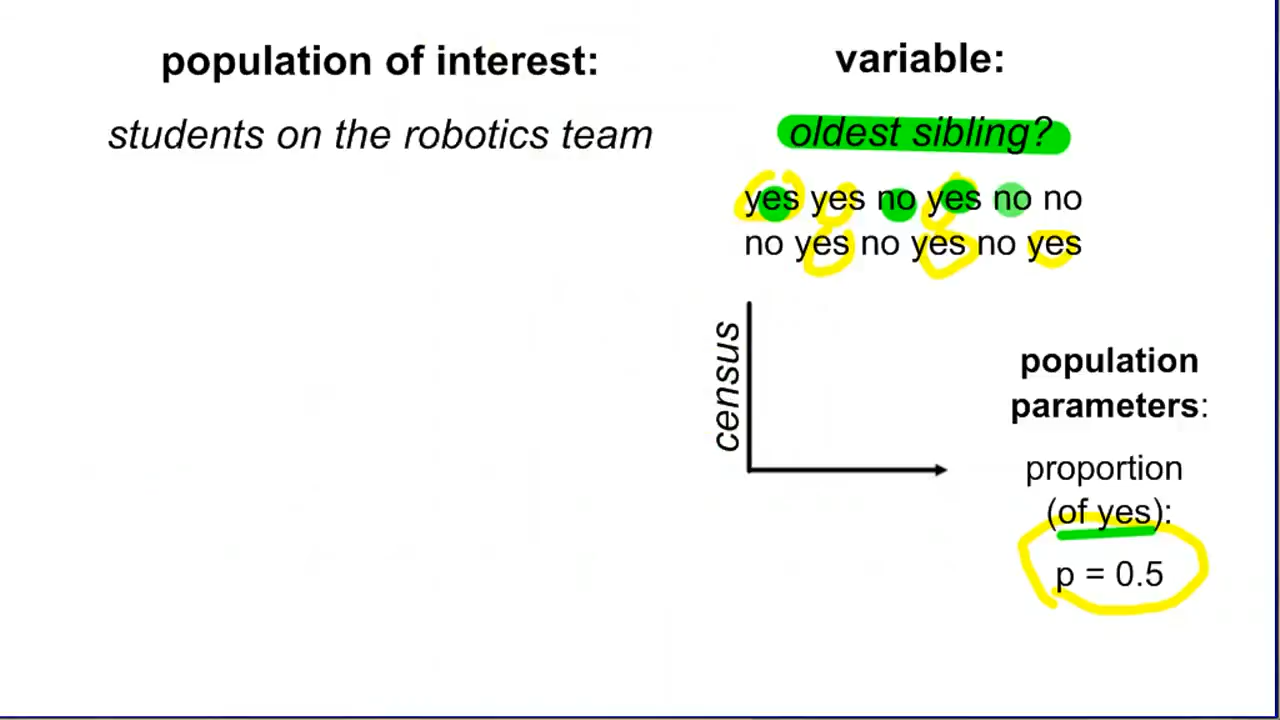 population of interest:
students on the robotics team
variable:
oldest sibling?
yes yes no yes no no
no yes no yes no yes
census
population
parameters:
proportion
(of yes):
p = 0.5